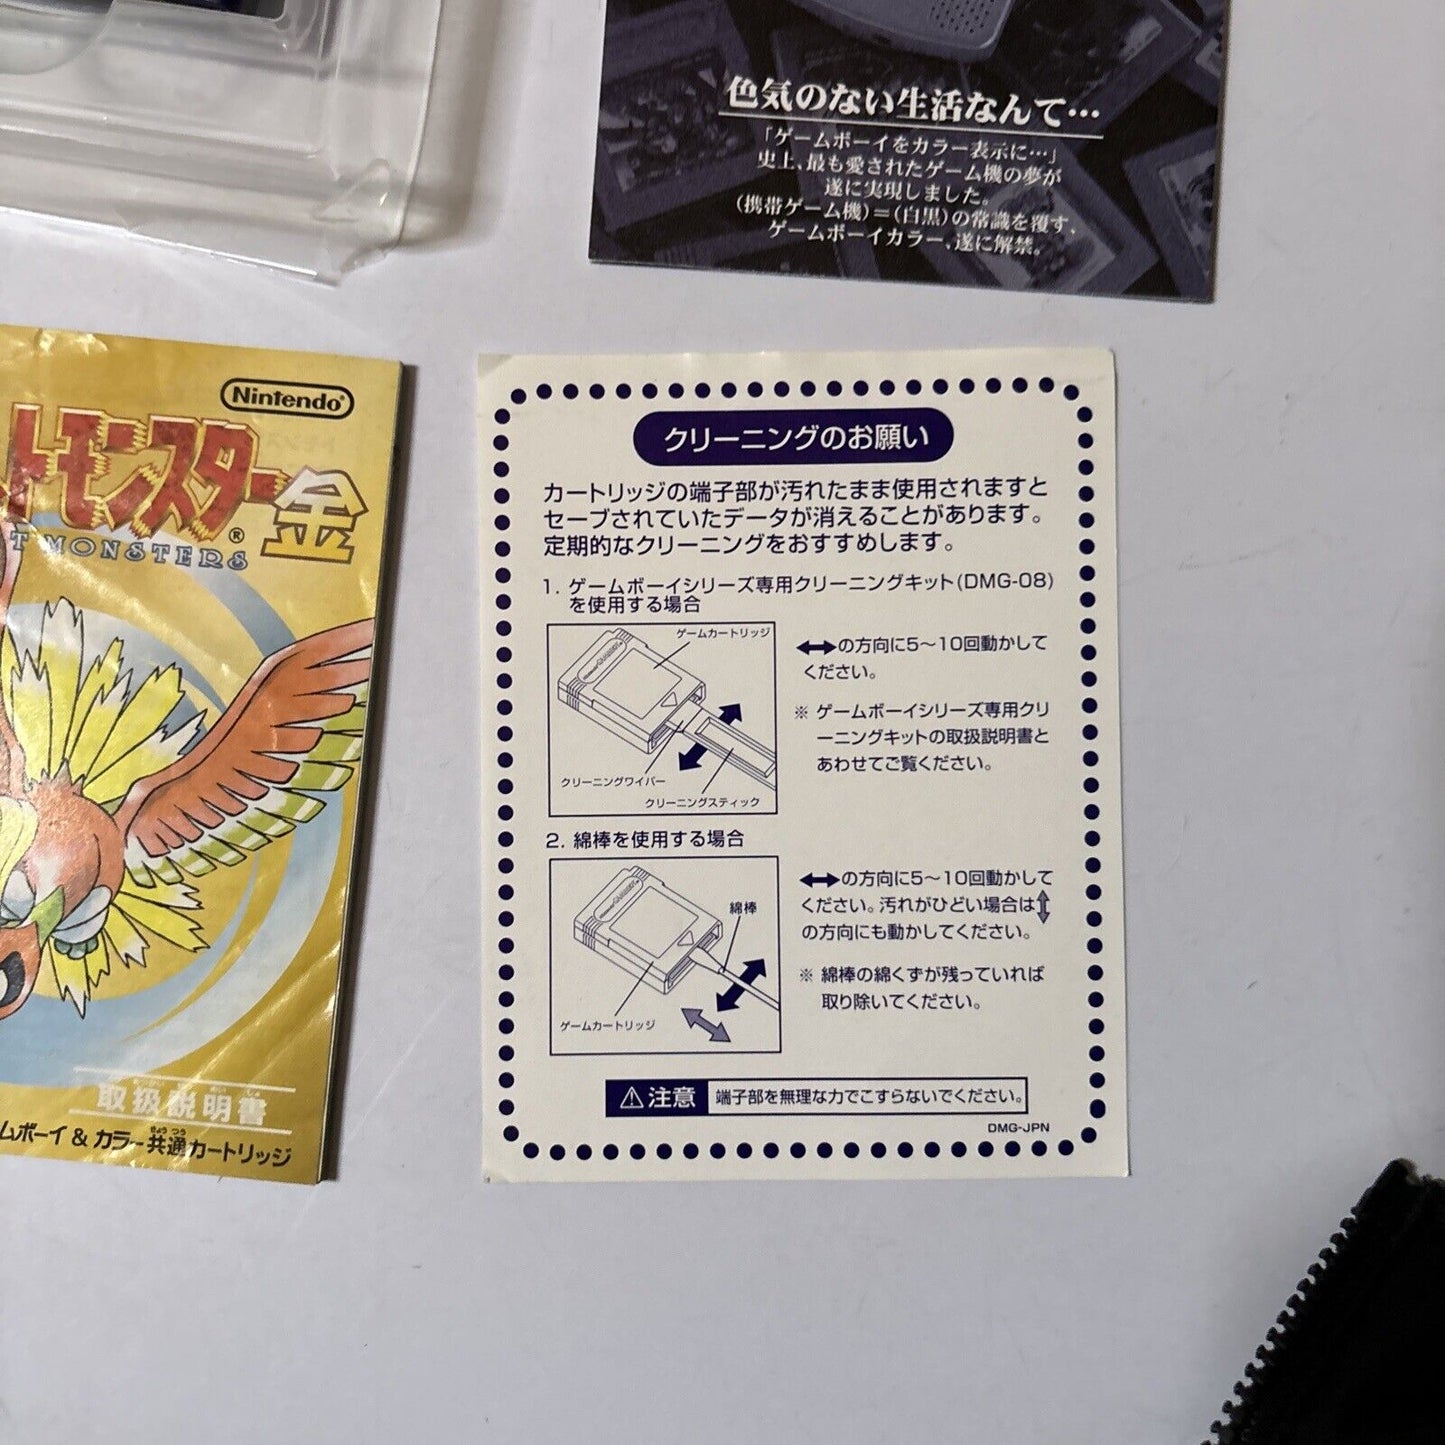 色気のない生活なんて…
「ゲームボーイをカラー表示に…」
史上、最も愛されたゲーム機の夢が
遂に実現しました。
(携帯ゲーム機)=(白黒)の常識を覆す、
ゲームボーイカラー、遂に解禁。
Nintendo®
トモンスター®金
T MONSTERS
取扱説明書
ムボーイ & カラー共通カートリッジ
クリーニングのお願い
カートリッジの端子部が汚れたまま使用されますと
セーブされていたデータが消えることがあります。
定期的なクリーニングをおすすめします。
1. ゲームボーイシリーズ専用クリーニングキット(DMG-08)
を使用する場合
ゲームカートリッジ
クリーニングワイパー
クリーニングスティック
⟷の方向に5〜10回動かして
ください。
※ ゲームボーイシリーズ専用クリ
ーニングキットの取扱説明書と
あわせてご覧ください。
2. 綿棒を使用する場合
綿棒
ゲームカートリッジ
⟷の方向に5〜10回動かして
ください。汚れがひどい場合は↕
の方向にも動かしてください。
※ 綿棒の綿くずが残っていれば
取り除いてください。
⚠注意 端子部を無理な力でこすらないでください。
DMG-JPN